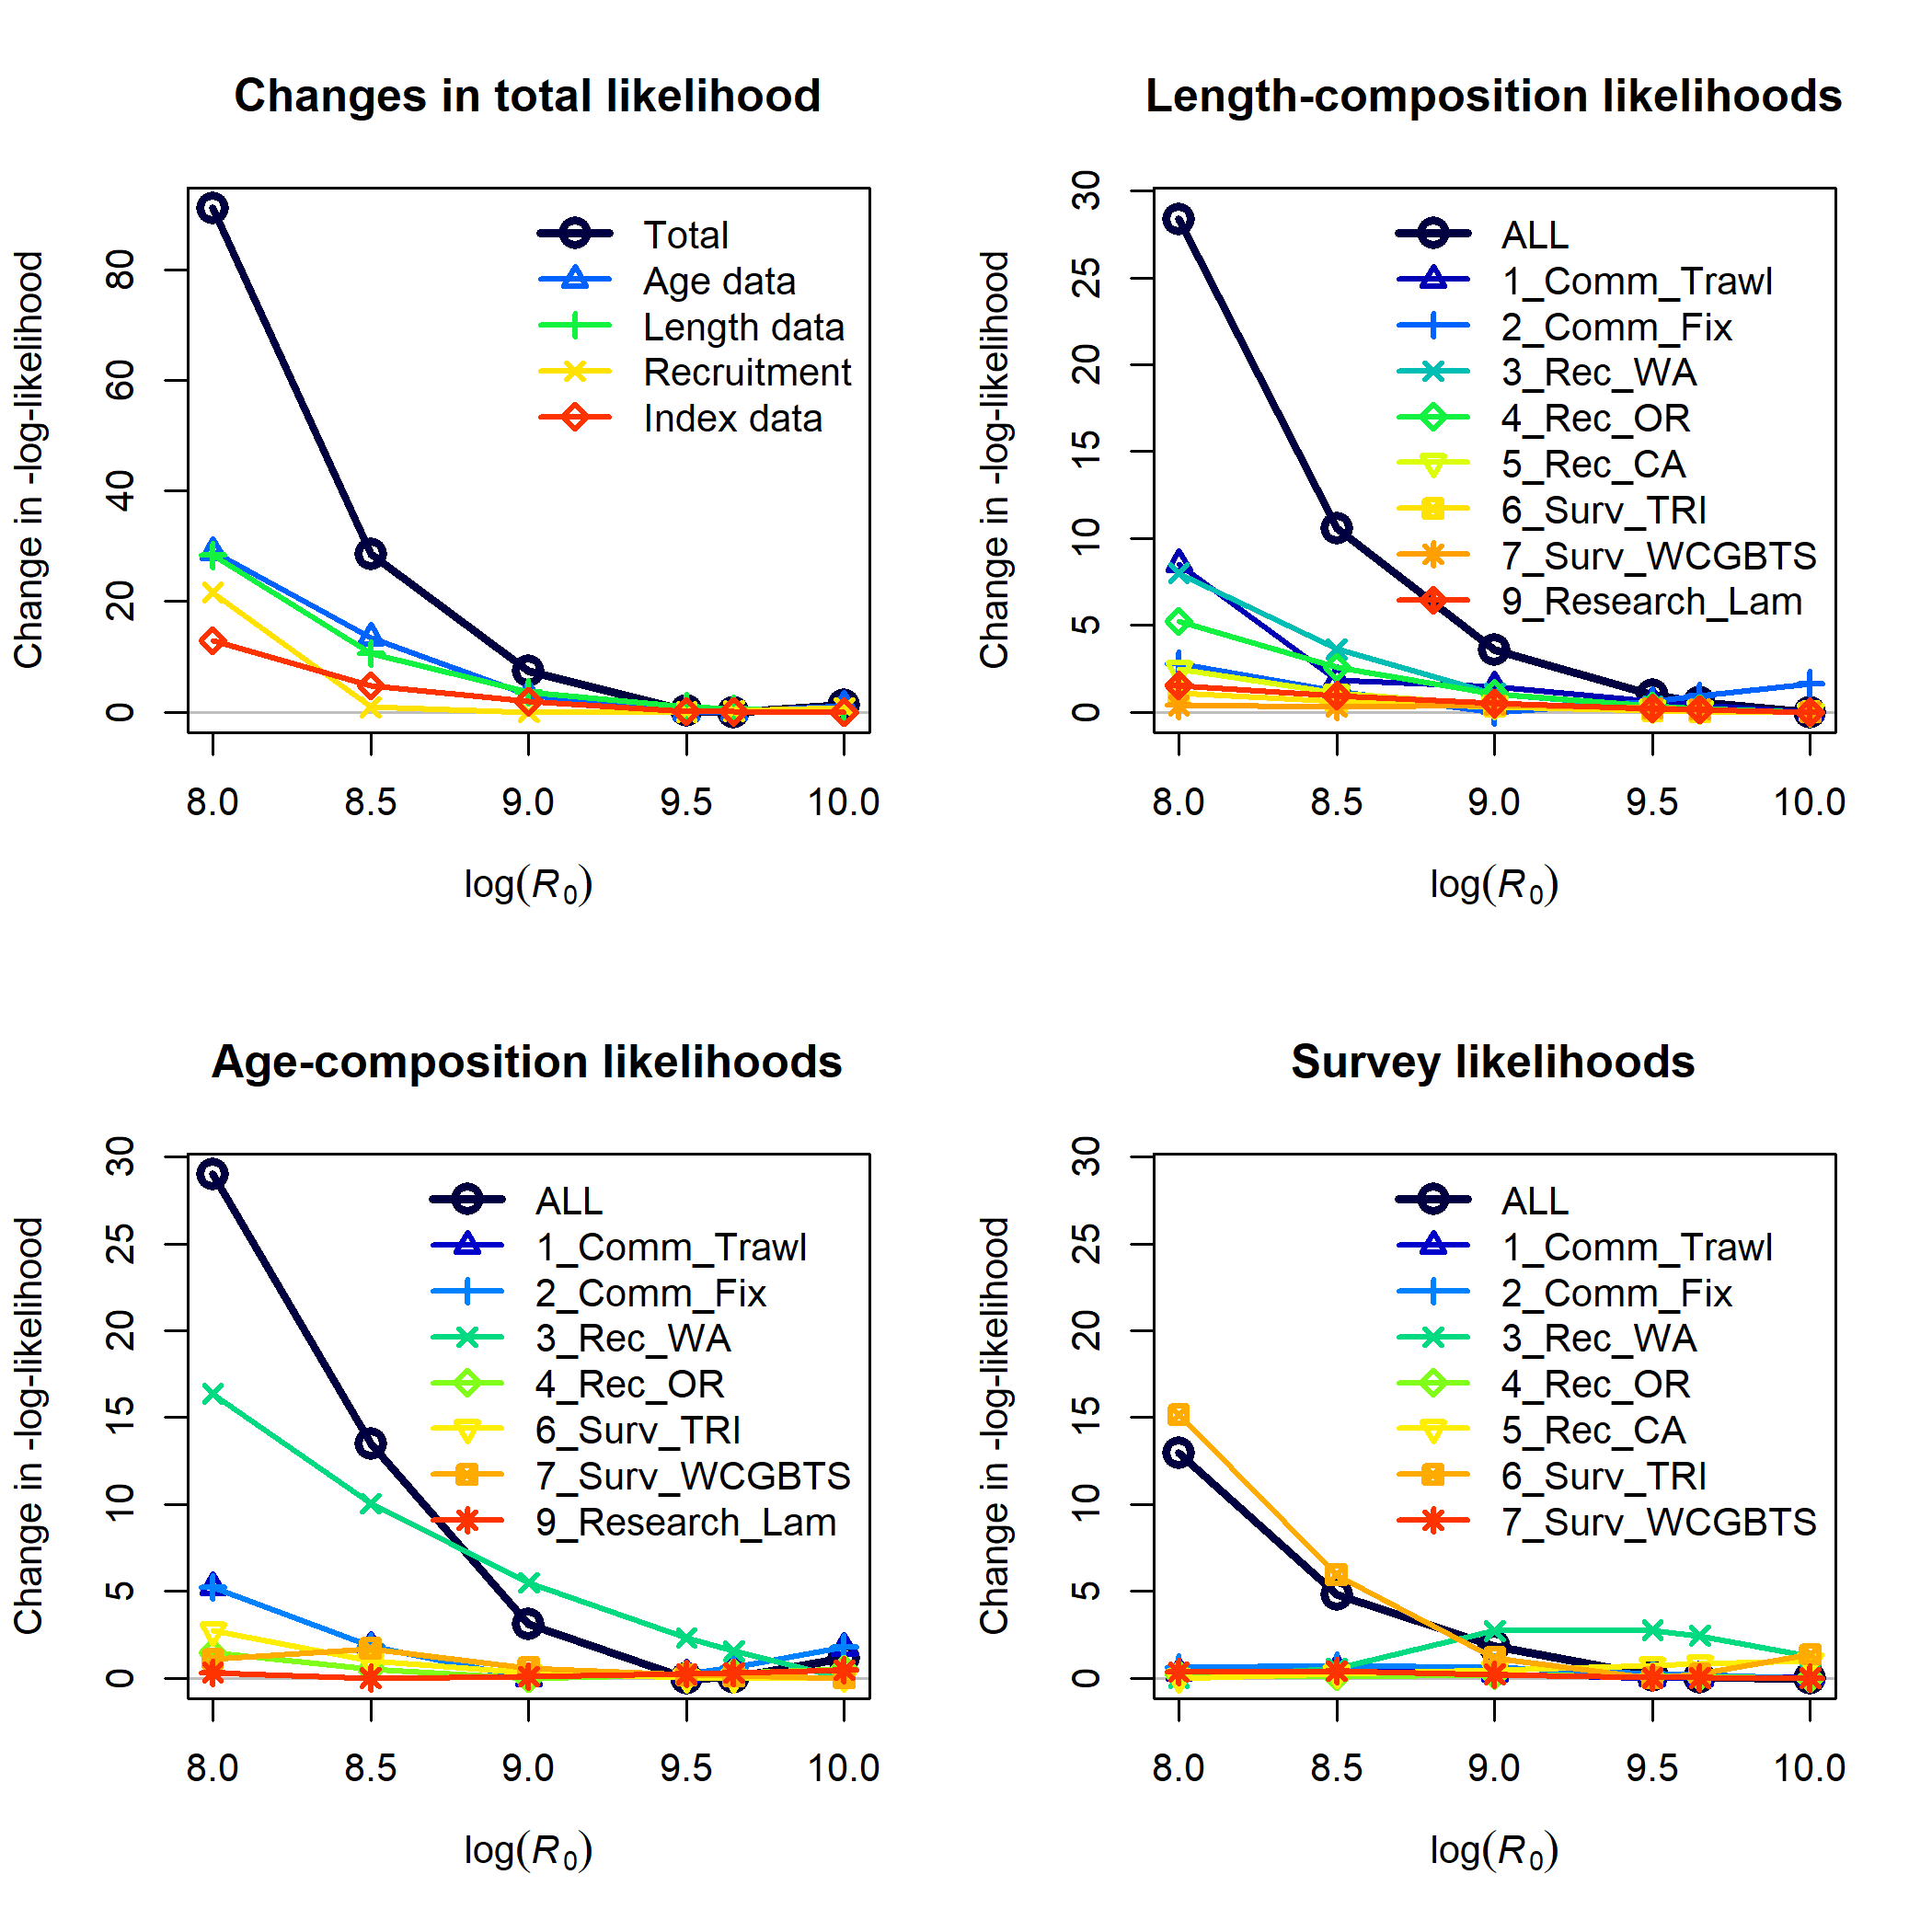 Changes in total likelihood
Change in -log-likelihood
0
20
40
60
80
Total
Age data
Length data
Recruitment
Index data
8.0 8.5 9.0 9.5 10.0
log(R₀)
Length-composition likelihoods
Change in -log-likelihood
0
5
10
15
20
25
30
ALL
1_Comm_Trawl
2_Comm_Fix
3_Rec_WA
4_Rec_OR
5_Rec_CA
6_Surv_TRI
7_Surv_WCGBTS
9_Research_Lam
8.0 8.5 9.0 9.5 10.0
log(R₀)
Age-composition likelihoods
Change in -log-likelihood
0
5
10
15
20
25
30
ALL
1_Comm_Trawl
2_Comm_Fix
3_Rec_WA
4_Rec_OR
6_Surv_TRI
7_Surv_WCGBTS
9_Research_Lam
8.0 8.5 9.0 9.5 10.0
log(R₀)
Survey likelihoods
Change in -log-likelihood
0
5
10
15
20
25
30
ALL
1_Comm_Trawl
2_Comm_Fix
3_Rec_WA
4_Rec_OR
5_Rec_CA
6_Surv_TRI
7_Surv_WCGBTS
8.0 8.5 9.0 9.5 10.0
log(R₀)